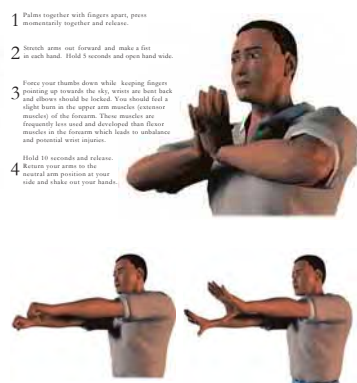 1 Palms together with fingers apart, press
momentarily together and release.
2 Stretch arms out forward and make a fist
in each hand. Hold 5 seconds and open hand wide.
3 Force your thumbs down while keeping fingers
pointing up towards the sky, wrists are bent back
and elbows should be locked. You should feel a
slight burn in the upper arm muscles (extensor
muscles) of the forearm. These muscles are
frequently less used and developed than flexor
muscles in the forearm which leads to unbalance
and potential wrist injuries.
4 Hold 10 seconds and release.
Return your arms to the
neutral arm position at your
side and shake out your hands.